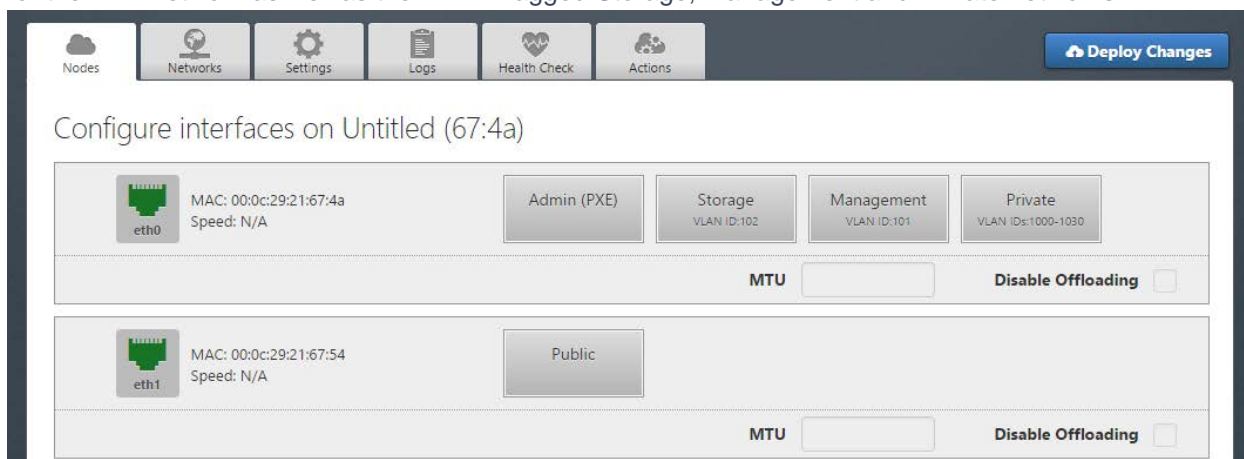 Nodes
Networks
Settings
Logs
Health Check
Actions
Deploy Changes
Configure interfaces on Untitled (67:4a)
MAC: 00:0c:29:21:67:4a
Speed: N/A
eth0
Admin (PXE)
Storage
VLAN ID:102
Management
VLAN ID:101
Private
VLAN IDs:1000-1030
MTU
Disable Offloading
MAC: 00:0c:29:21:67:54
Speed: N/A
eth1
Public
MTU
Disable Offloading